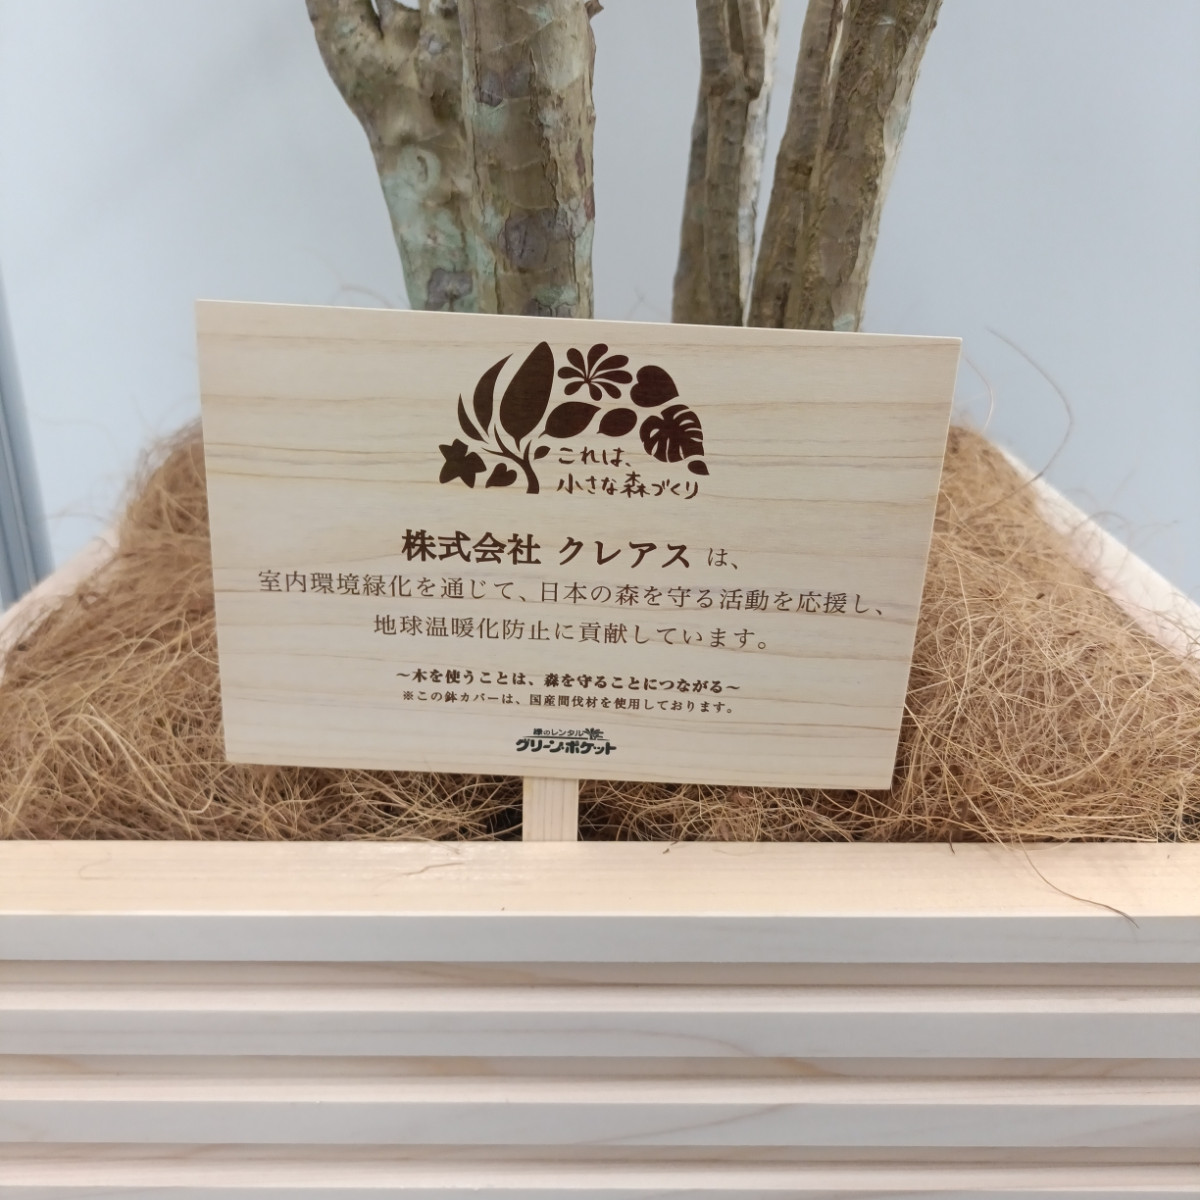 これは、
小さな森づくり
株式会社 クレアス は、
室内環境緑化を通じて、日本の森を守る活動を応援し、
地球温暖化防止に貢献しています。
～木を使うことは、森を守ることにつながる～
※この鉢カバーは、国産間伐材を使用しております。
緑のレンタル
グリーン・ポケット